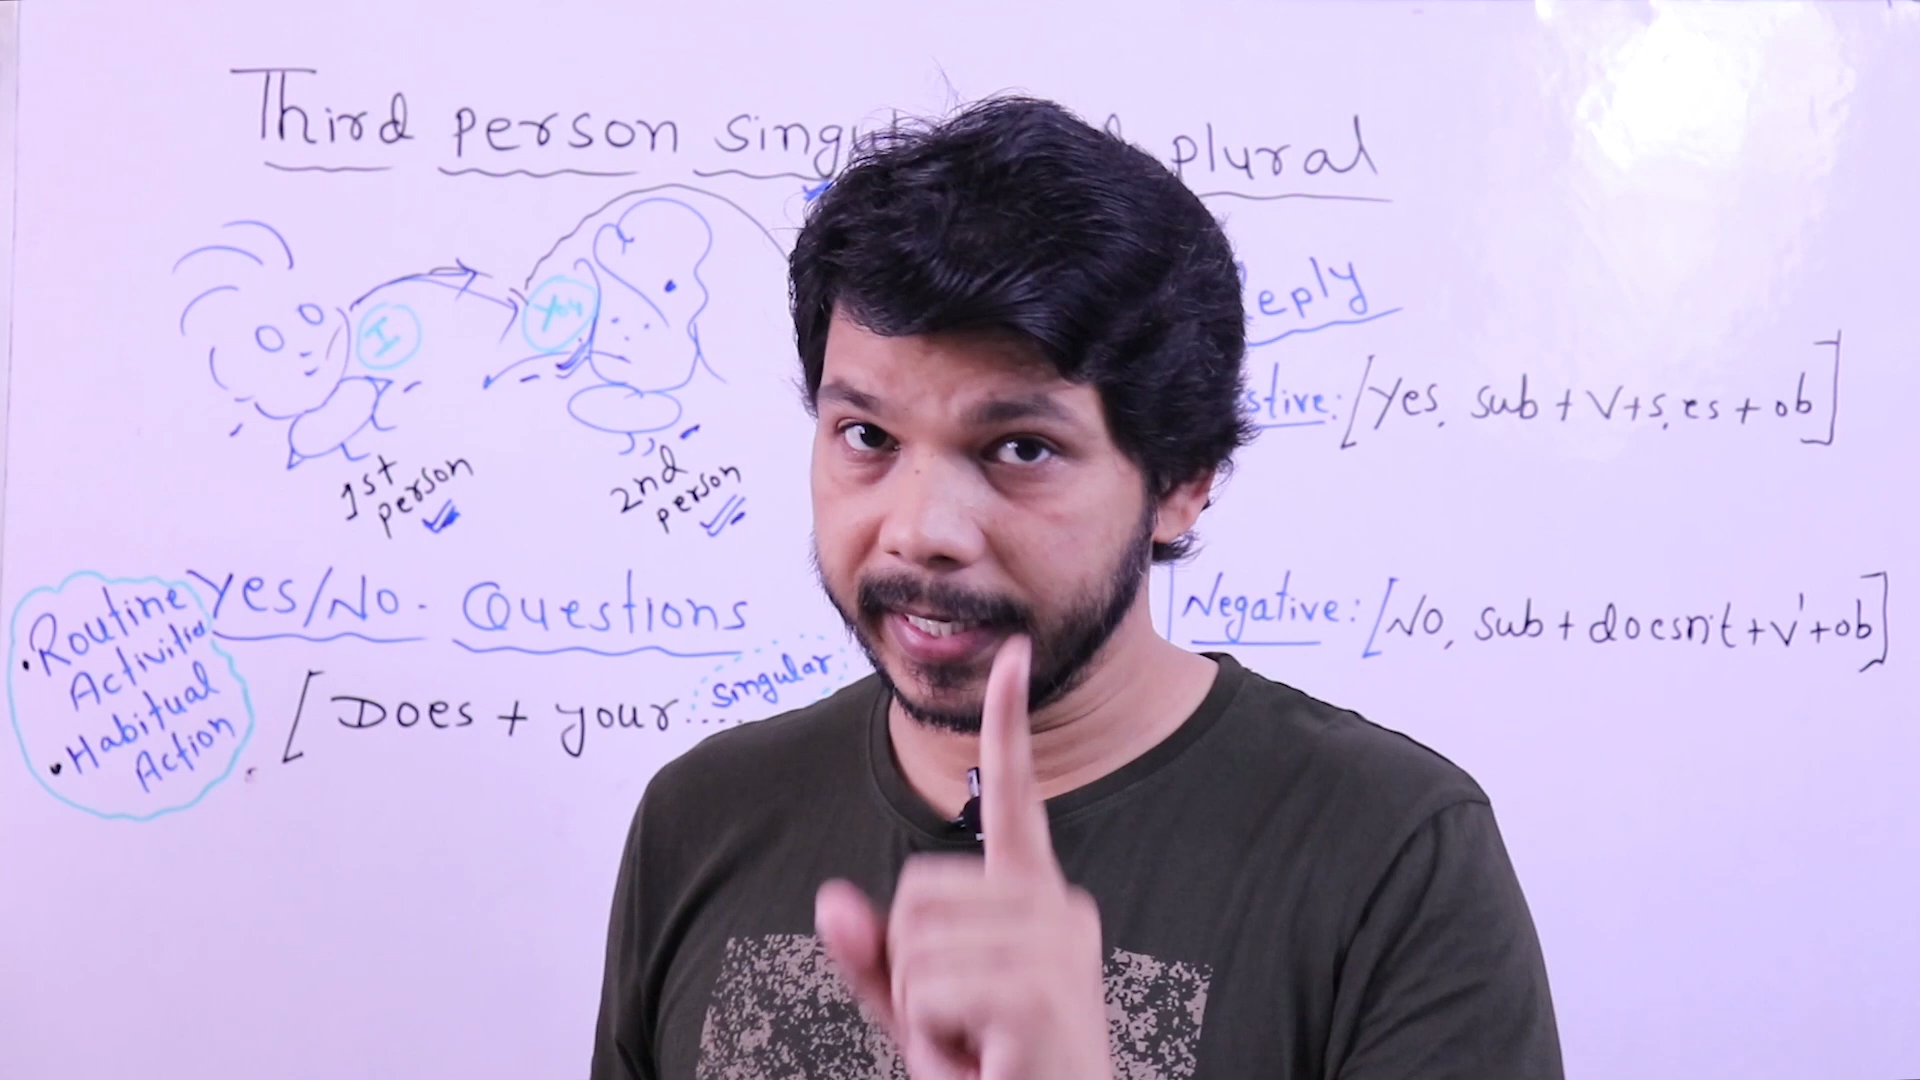 Third person singu plural
I
You
1st
person
2nd
person
eply
stive: [Yes, sub + V+s, es + ob]
Negative: [No, sub + doesn't + V' + ob]
Yes/No. Questions
• Routine
Activities
• Habitual
Action
[Does + your ....
singular